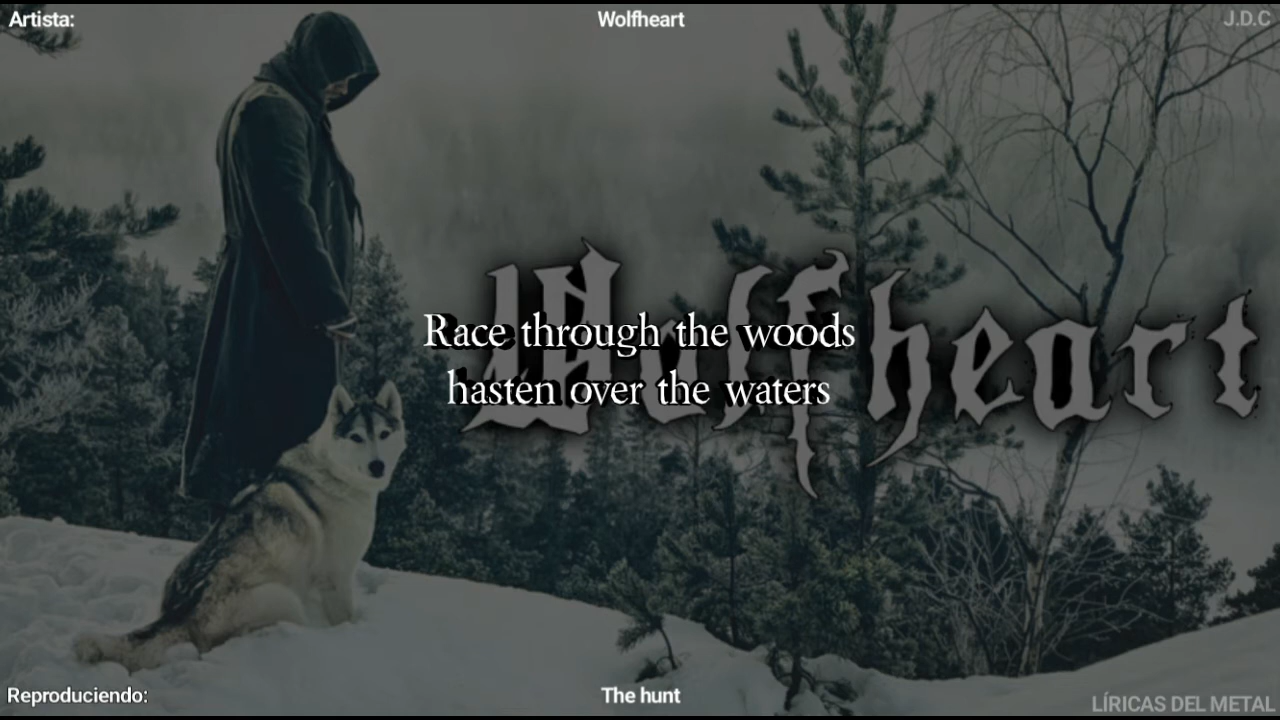 Artista:
Wolfheart
J.D.C
Wolfheart
Race through the woods
hasten over the waters
Reproduciendo:
The hunt
LÍRICAS DEL METAL